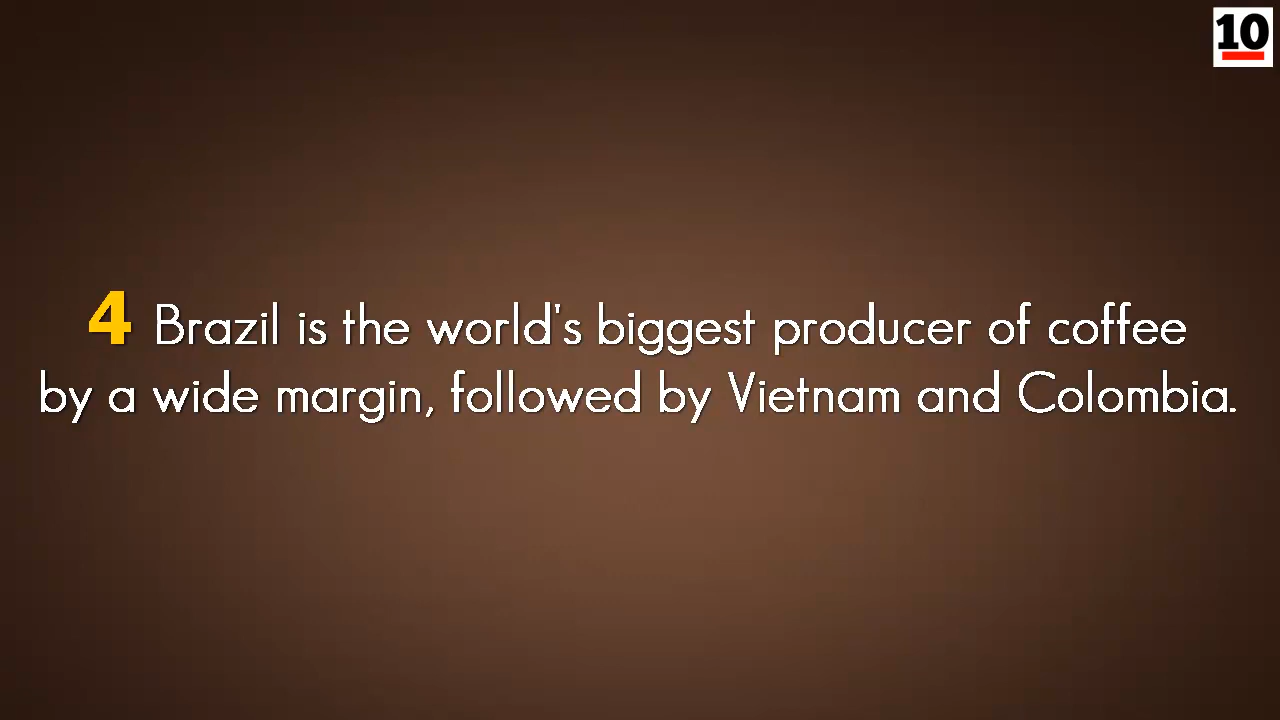 10
4 Brazil is the world's biggest producer of coffee
by a wide margin, followed by Vietnam and Colombia.